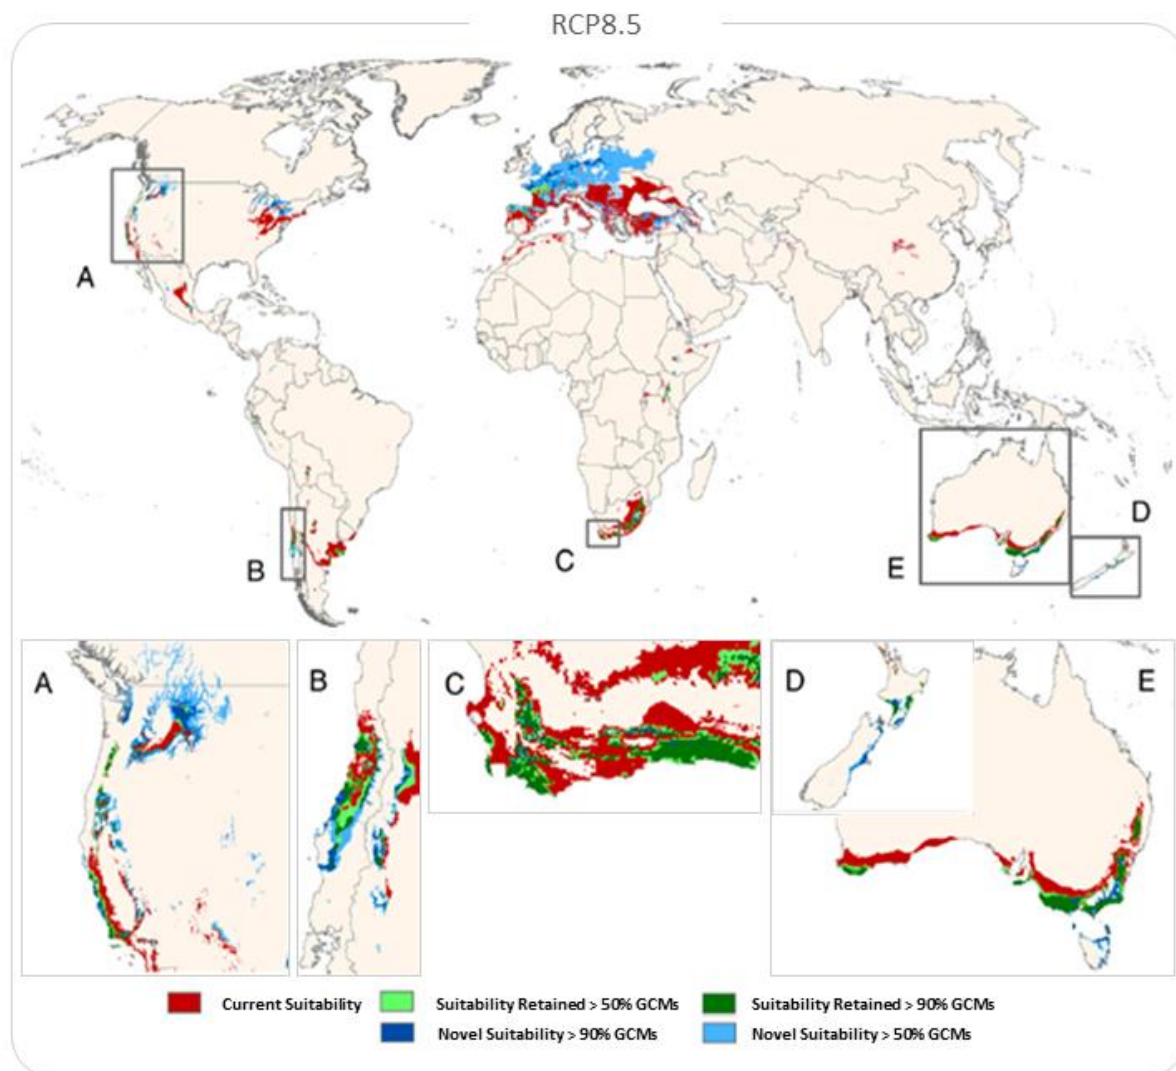 RCP8.5
A
B
C
D
E
A
B
C
D
E
Current Suitability
Suitability Retained > 50% GCMs
Suitability Retained > 90% GCMs
Novel Suitability > 90% GCMs
Novel Suitability > 50% GCMs